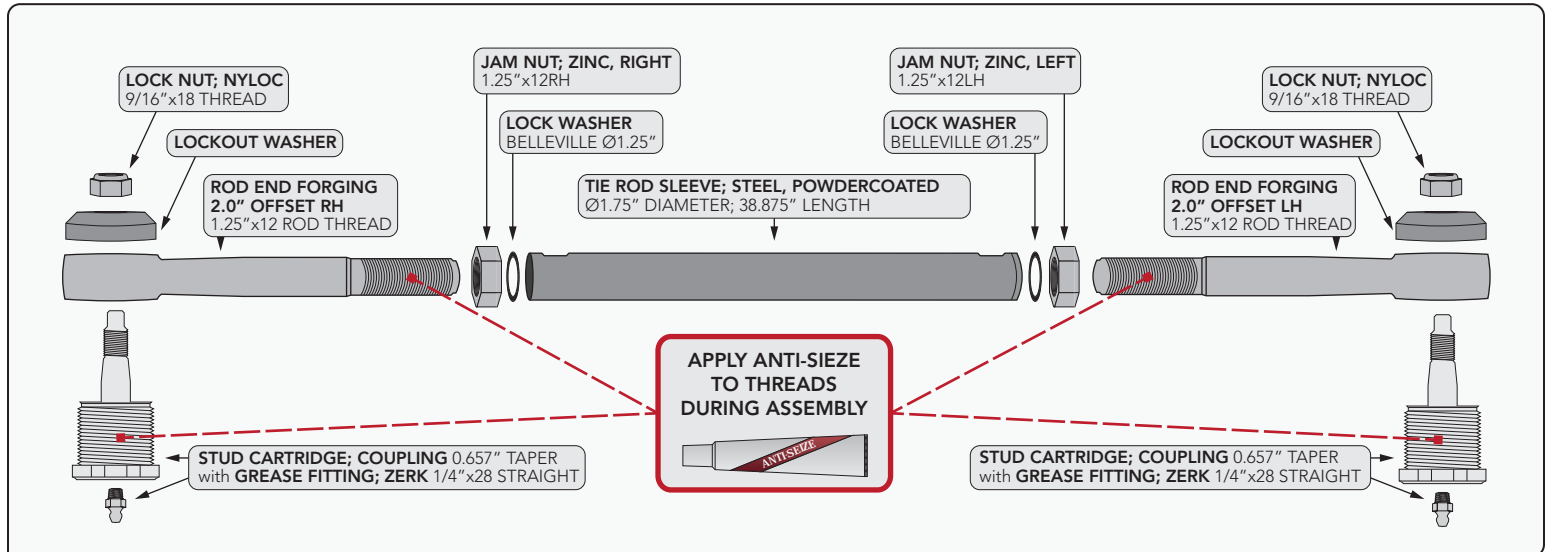 JAM NUT; ZINC, RIGHT
1.25"x12RH
JAM NUT; ZINC, LEFT
1.25"x12LH
LOCK NUT; NYLOC
9/16"x18 THREAD
LOCK NUT; NYLOC
9/16"x18 THREAD
LOCKOUT WASHER
LOCK WASHER
BELLEVILLE Ø1.25"
LOCK WASHER
BELLEVILLE Ø1.25"
LOCKOUT WASHER
ROD END FORGING
2.0" OFFSET RH
1.25"x12 ROD THREAD
TIE ROD SLEEVE; STEEL, POWDERCOATED
Ø1.75" DIAMETER; 38.875" LENGTH
ROD END FORGING
2.0" OFFSET LH
1.25"x12 ROD THREAD
APPLY ANTI-SIEZE
TO THREADS
DURING ASSEMBLY
ANTI-SEIZE
STUD CARTRIDGE; COUPLING 0.657" TAPER
with GREASE FITTING; ZERK 1/4"x28 STRAIGHT
STUD CARTRIDGE; COUPLING 0.657" TAPER
with GREASE FITTING; ZERK 1/4"x28 STRAIGHT